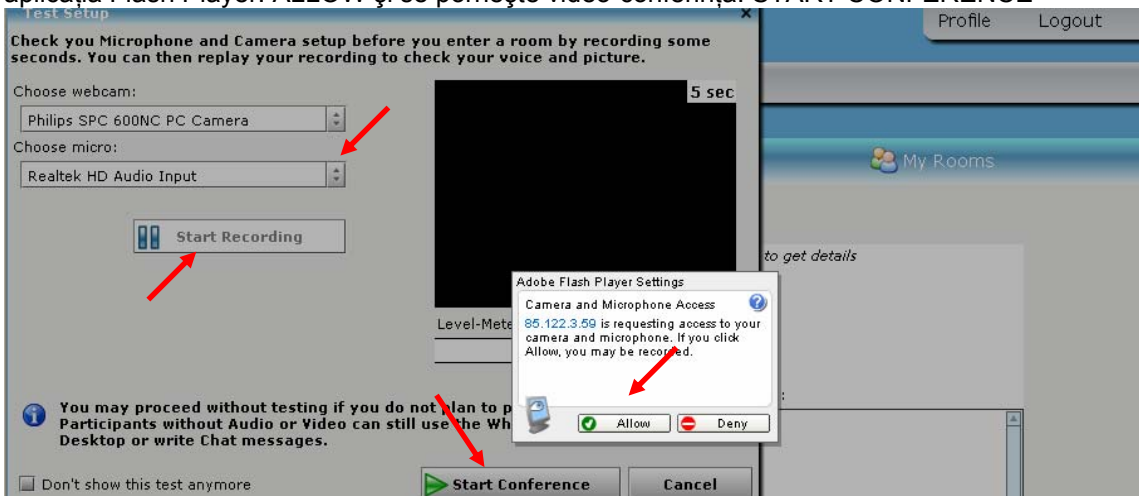 Test Setup
Profile Logout
Check you Microphone and Camera setup before you enter a room by recording some
seconds. You can then replay your recording to check your voice and picture.
Choose webcam:
5 sec
Philips SPC 600NC PC Camera
Choose micro:
My Rooms
Realtek HD Audio Input
Start Recording
to get details
Adobe Flash Player Settings
Camera and Microphone Access
85.122.3.59 is requesting access to your
camera and microphone. If you click
Allow, you may be recorded.
Level-Mete
You may proceed without testing if you do not plan to p
Participants without Audio or Video can still use the Wh
Desktop or write Chat messages.
Allow Deny
Don't show this test anymore
Start Conference Cancel